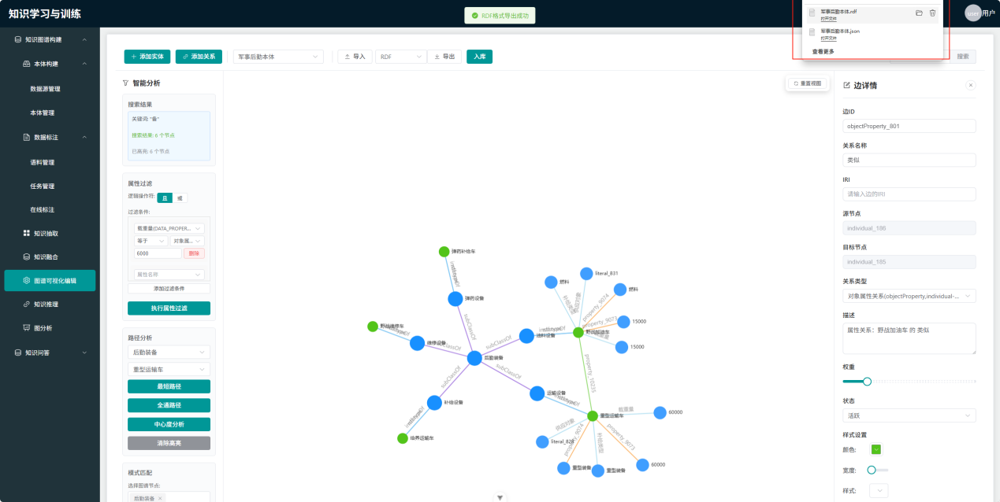 知识学习与训练
RDF格式导出成功
军事后勤本体.rdf
打开文件
军事后勤本体.json
打开文件
查看更多
user
用户
知识图谱构建
本体构建
数据源管理
本体管理
数据标注
语料管理
任务管理
在线标注
知识抽取
知识融合
图谱可视化编辑
知识推理
图分析
知识问答
添加实体
添加关系
军事后勤本体
导入
RDF
导出
入库
搜索
智能分析
搜索结果
关键词: "备"
搜索结果: 6 个节点
已高亮: 6 个节点
属性过滤
逻辑操作符:
且
或
过滤条件:
载重量(DATA_PROPER...
等于
对象属...
6000
删除
属性名称
添加过滤条件
执行属性过滤
路径分析
后勤装备
重型运输车
最短路径
全通路径
中心度分析
清除高亮
模式匹配
选择图谱节点:
后勤装备 ×
重置视图
弹药补给车
弹药设备
subClassOf
野战维修车
维修设备
subClassOf
后勤装备
subClassOf
油料设备
subClassOf
运输设备
subClassOf
补给设备
给养运输车
燃料
literal_831
燃料
补给类型
供应对象
property_9074
property_9073
15000
野战加油车
载重量
15000
property_10235
重型运输车
载重量
60000
供应对象
literal_828
property_9074
补给类型
property_9073
重型装备
重型装备
60000
边详情
边ID
objectProperty_801
关系名称
类似
IRI
请输入边的IRI
源节点
individual_186
目标节点
individual_185
关系类型
对象属性关系(objectProperty,individual-...
描述
属性关系：野战加油车 的 类似
权重
状态
活跃
样式设置
颜色:
宽度:
样式: